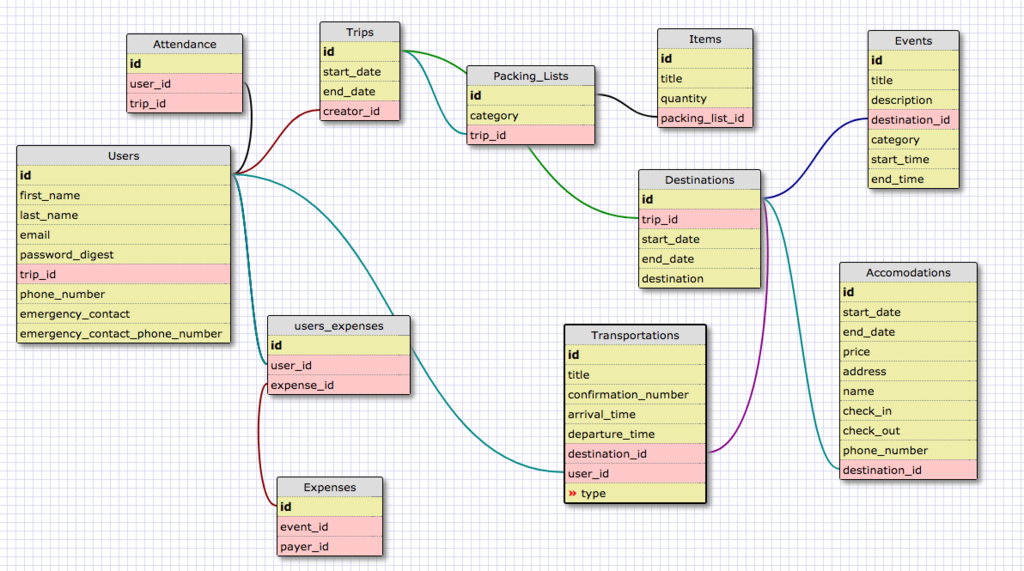 Attendance
id
user_id
trip_id
Trips
id
start_date
end_date
creator_id
Packing_Lists
id
category
trip_id
Items
id
title
quantity
packing_list_id
Events
id
title
description
destination_id
category
start_time
end_time
Users
id
first_name
last_name
email
password_digest
trip_id
phone_number
emergency_contact
emergency_contact_phone_number
Destinations
id
trip_id
start_date
end_date
destination
Accomodations
id
start_date
end_date
price
address
name
check_in
check_out
phone_number
destination_id
users_expenses
id
user_id
expense_id
Transportations
id
title
confirmation_number
arrival_time
departure_time
destination_id
user_id
» type
Expenses
id
event_id
payer_id